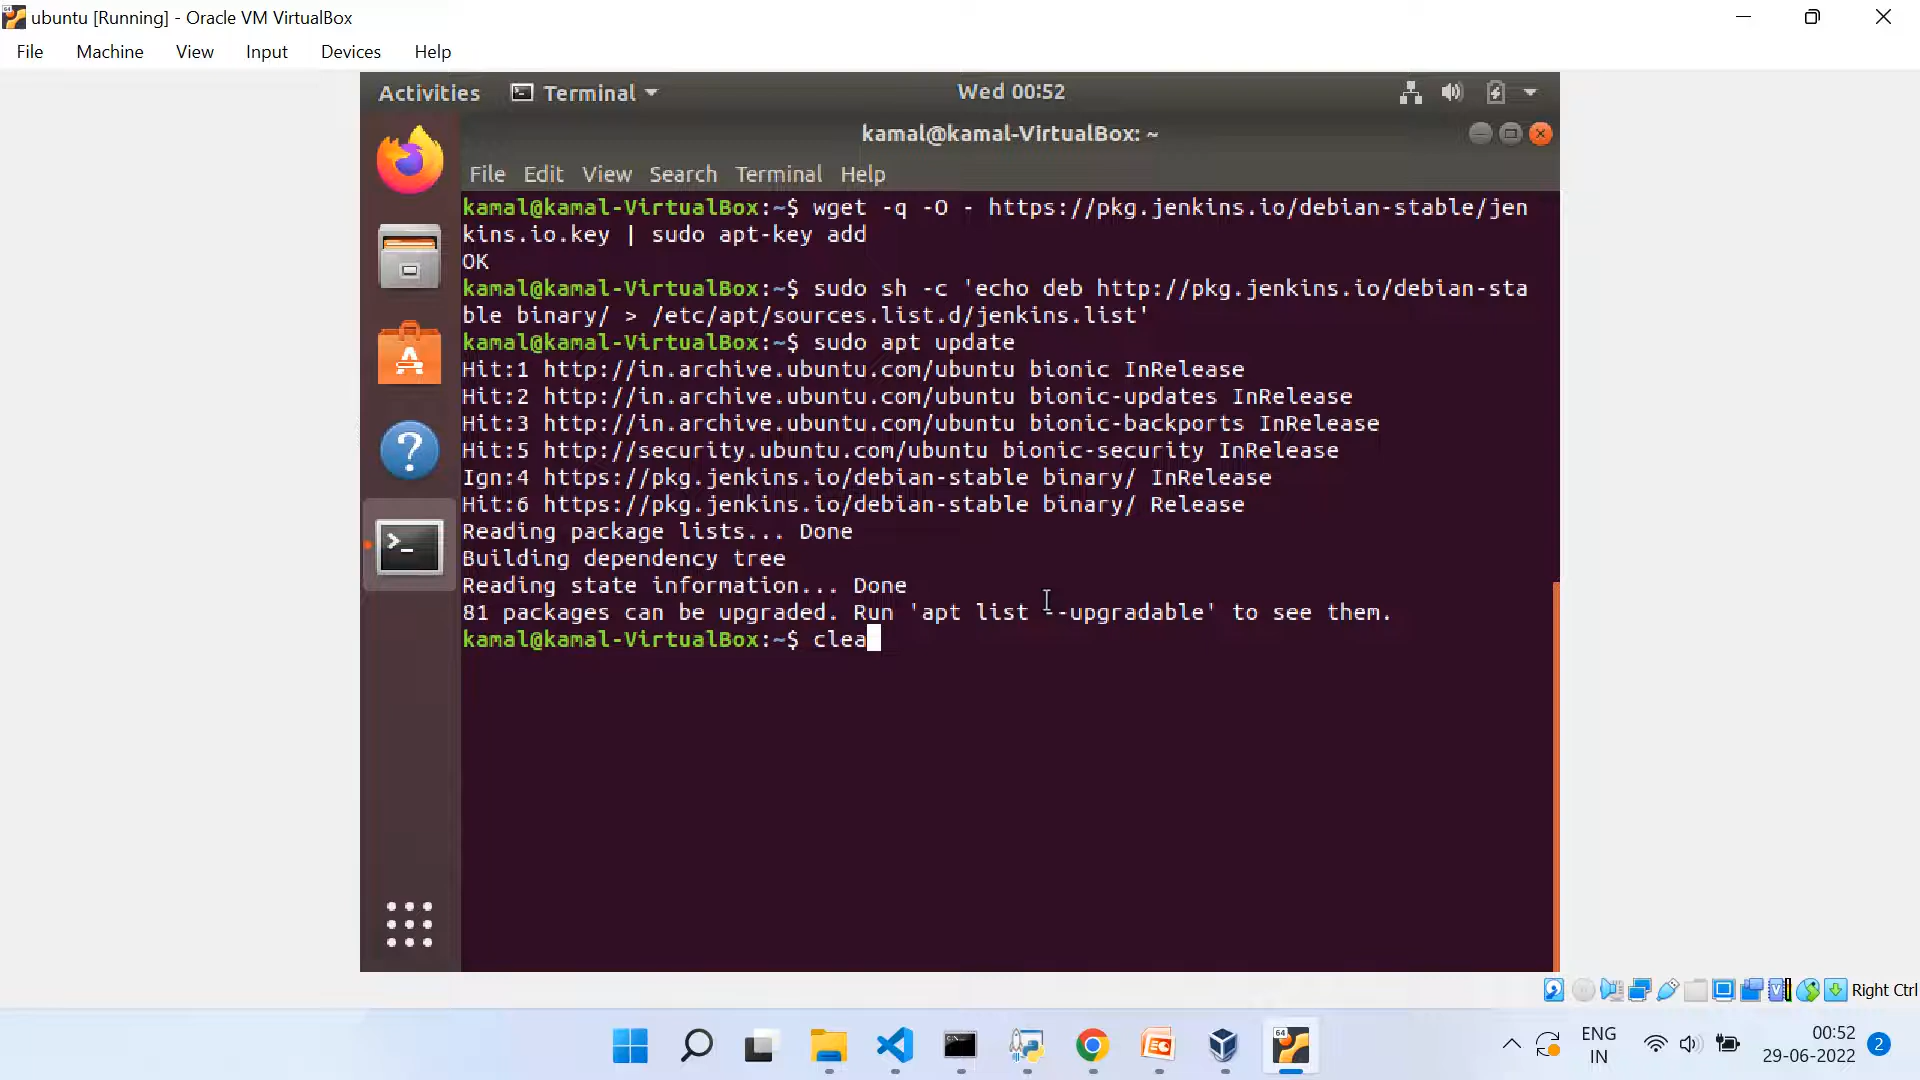 ubuntu [Running] - Oracle VM VirtualBox
File Machine View Input Devices Help
Activities Terminal Wed 00:52
kamal@kamal-VirtualBox: ~
File Edit View Search Terminal Help
kamal@kamal-VirtualBox:~$ wget -q -O - https://pkg.jenkins.io/debian-stable/jen
kins.io.key | sudo apt-key add
OK
kamal@kamal-VirtualBox:~$ sudo sh -c 'echo deb http://pkg.jenkins.io/debian-sta
ble binary/ > /etc/apt/sources.list.d/jenkins.list'
kamal@kamal-VirtualBox:~$ sudo apt update
Hit:1 http://in.archive.ubuntu.com/ubuntu bionic InRelease
Hit:2 http://in.archive.ubuntu.com/ubuntu bionic-updates InRelease
Hit:3 http://in.archive.ubuntu.com/ubuntu bionic-backports InRelease
Hit:5 http://security.ubuntu.com/ubuntu bionic-security InRelease
Ign:4 https://pkg.jenkins.io/debian-stable binary/ InRelease
Hit:6 https://pkg.jenkins.io/debian-stable binary/ Release
Reading package lists... Done
Building dependency tree
Reading state information... Done
81 packages can be upgraded. Run 'apt list --upgradable' to see them.
kamal@kamal-VirtualBox:~$ clea
Right Ctrl
64
ENG
IN
00:52
29-06-2022
2